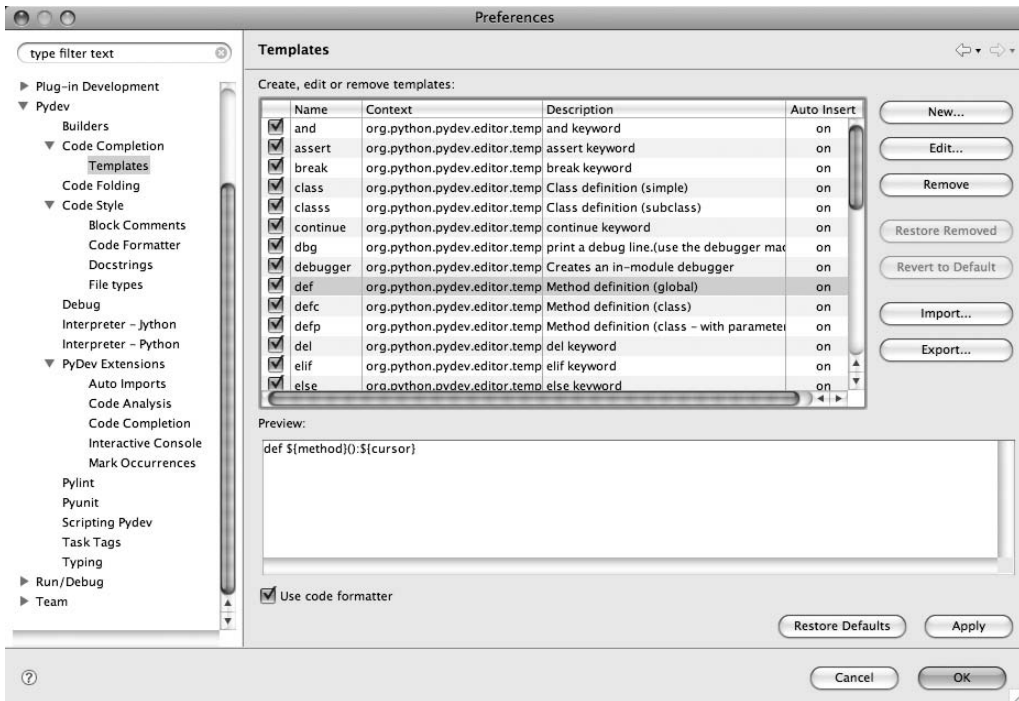 Preferences
type filter text
Plug-in Development
Pydev
Builders
Code Completion
Templates
Code Folding
Code Style
Block Comments
Code Formatter
Docstrings
File types
Debug
Interpreter – Jython
Interpreter – Python
PyDev Extensions
Auto Imports
Code Analysis
Code Completion
Interactive Console
Mark Occurrences
Pylint
Pyunit
Scripting Pydev
Task Tags
Typing
Run/Debug
Team
Templates
Create, edit or remove templates:
Name Context Description Auto Insert
and org.python.pydev.editor.temp and keyword on
assert org.python.pydev.editor.temp assert keyword on
break org.python.pydev.editor.temp break keyword on
class org.python.pydev.editor.temp Class definition (simple) on
classs org.python.pydev.editor.temp Class definition (subclass) on
continue org.python.pydev.editor.temp continue keyword on
dbg org.python.pydev.editor.temp print a debug line.(use the debugger mac on
debugger org.python.pydev.editor.temp Creates an in-module debugger on
def org.python.pydev.editor.temp Method definition (global) on
defc org.python.pydev.editor.temp Method definition (class) on
defp org.python.pydev.editor.temp Method definition (class – with parameter on
del org.python.pydev.editor.temp del keyword on
elif org.python.pydev.editor.temp elif keyword on
else org.python.pydev.editor.temp else keyword on
New...
Edit...
Remove
Restore Removed
Revert to Default
Import...
Export...
Preview:
def ${method}():${cursor}
Use code formatter
Restore Defaults Apply
? Cancel OK